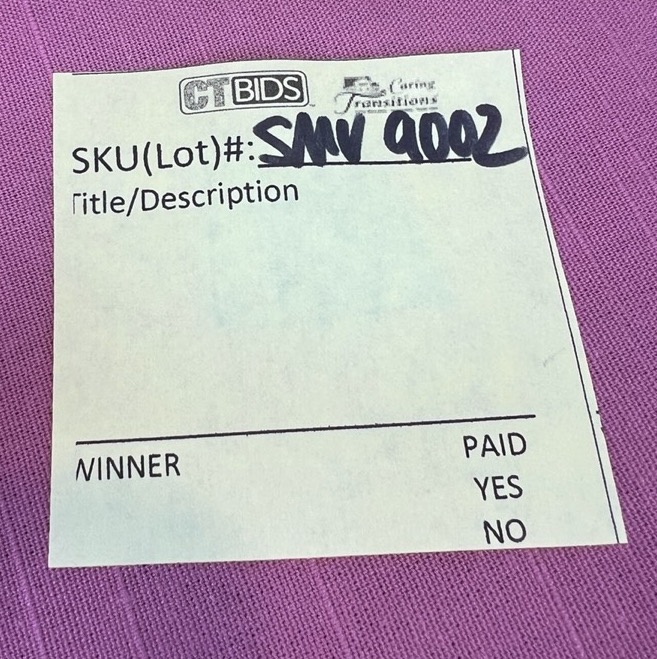 CTBIDS Caring
Transitions
SKU(Lot)#: SMV 9002
Title/Description
WINNER PAID
YES
NO